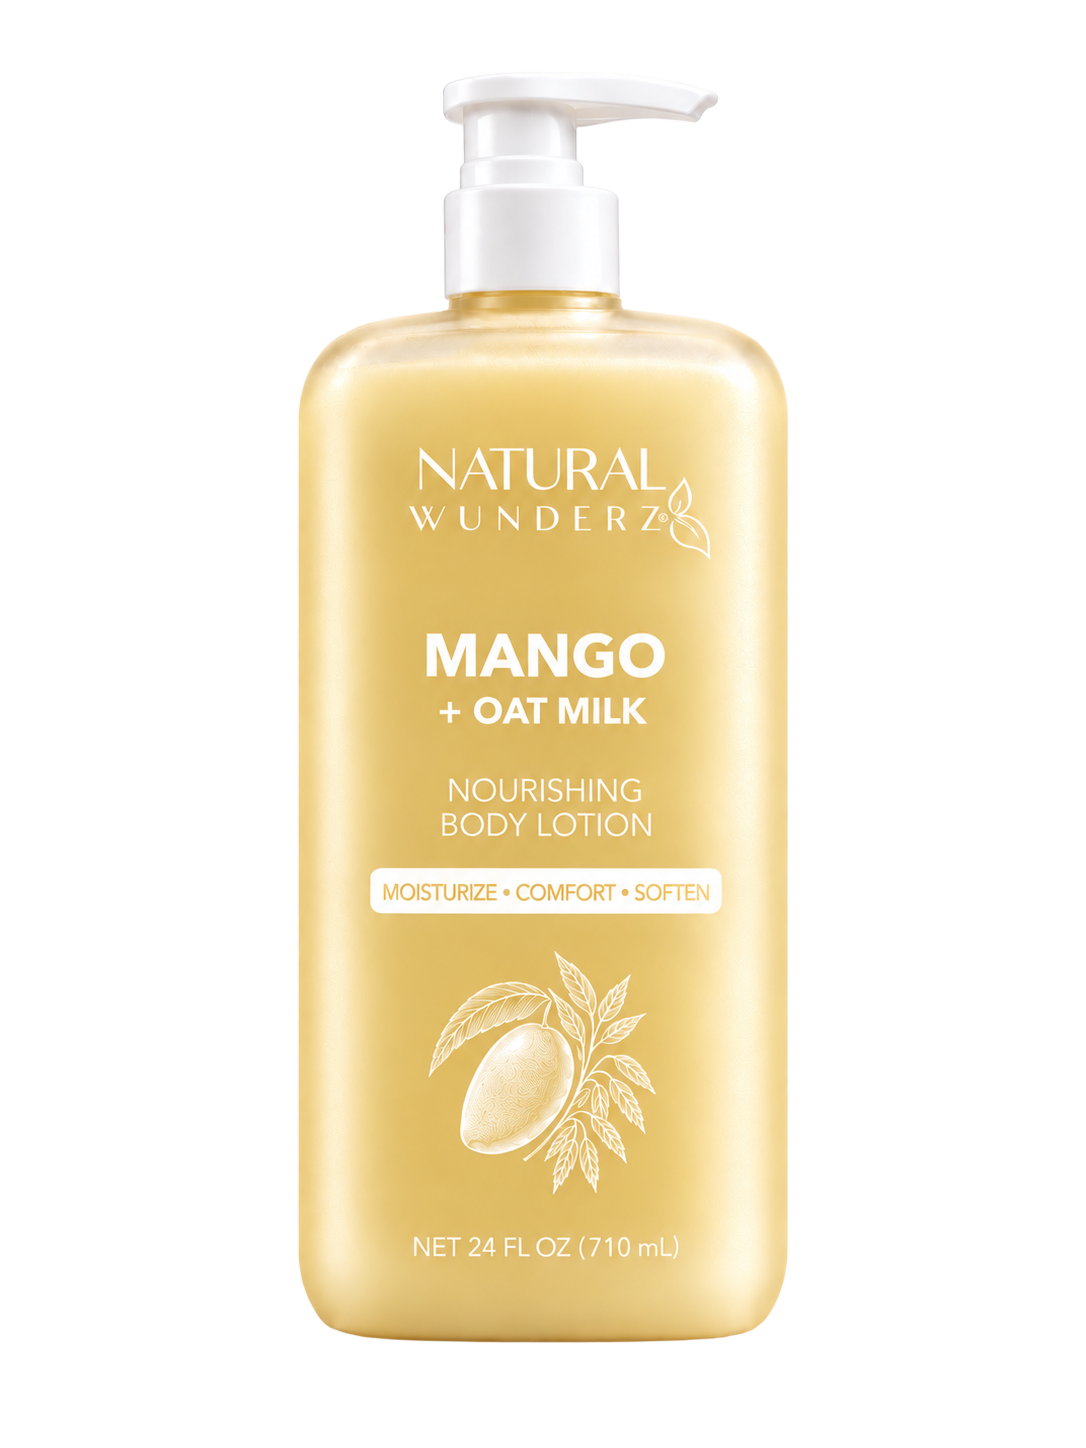 NATURAL
WUNDERZ
MANGO
+ OAT MILK
NOURISHING
BODY LOTION
MOISTURIZE • COMFORT • SOFTEN
NET 24 FL OZ (710 mL)